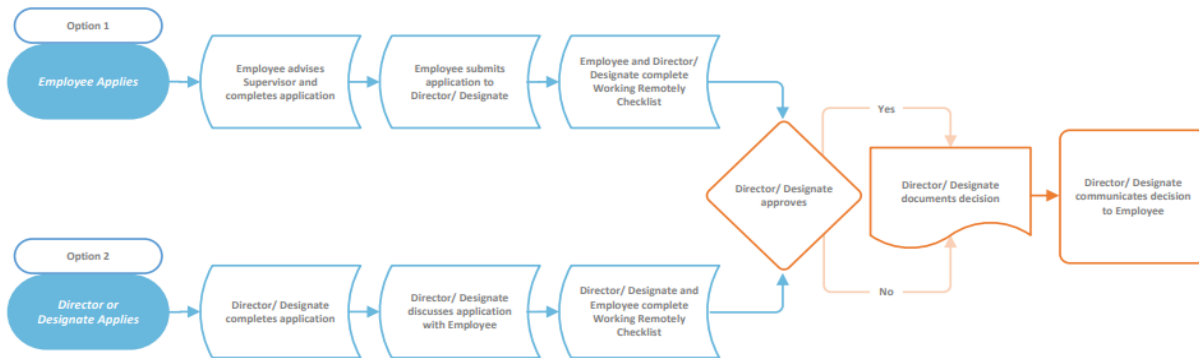 Option 1
Employee Applies
Employee advises
Supervisor and
completes application
Employee submits
application to
Director/ Designate
Employee and Director/
Designate complete
Working Remotely
Checklist
Yes
Director/ Designate
approves
Director/ Designate
documents decision
Director/ Designate
communicates decision
to Employee
No
Option 2
Director or
Designate Applies
Director/ Designate
completes application
Director/ Designate
discusses application
with Employee
Director/ Designate and
Employee complete
Working Remotely
Checklist